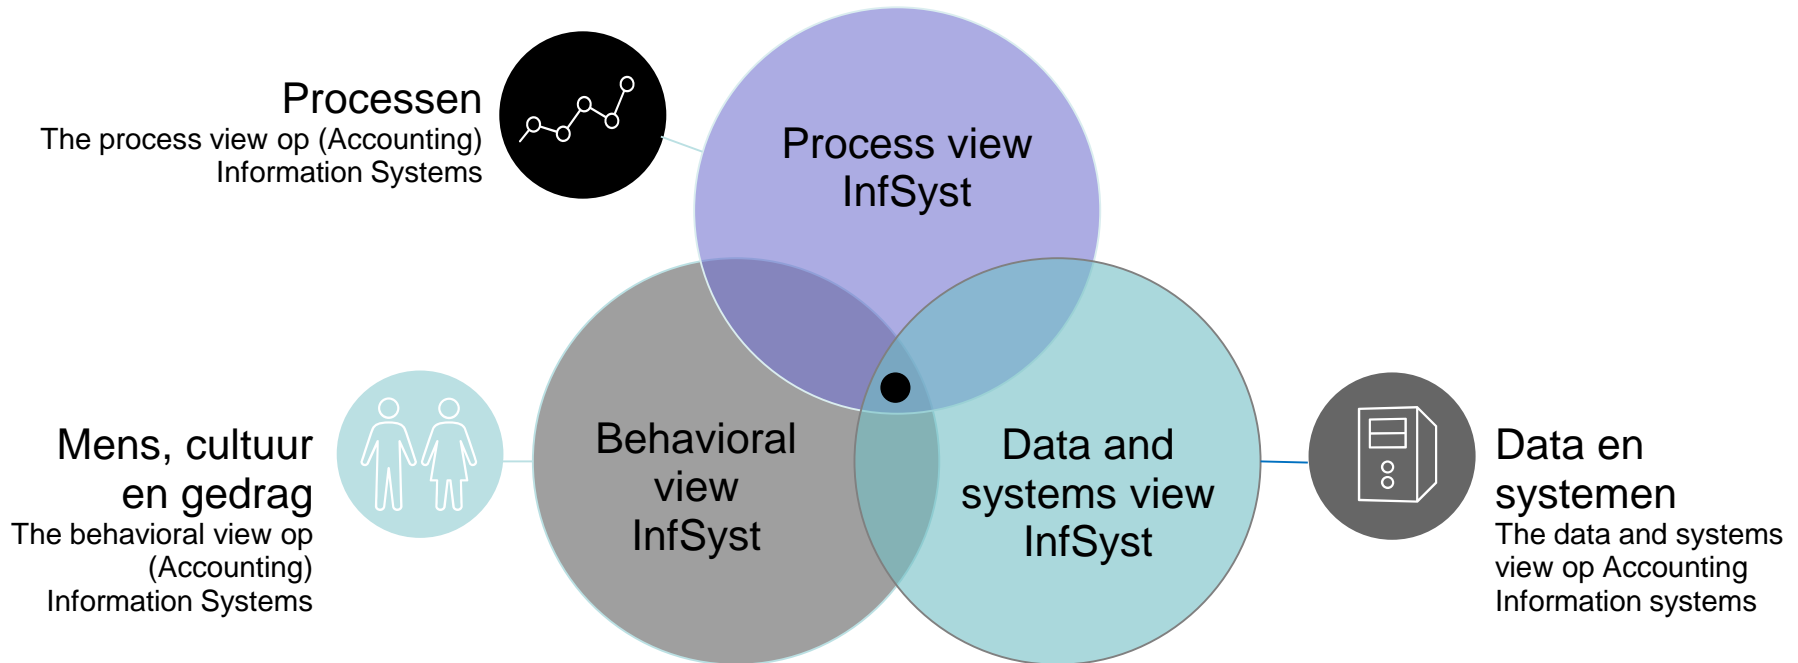 Processen
The process view op (Accounting)
Information Systems
Process view
InfSyst
Mens, cultuur
en gedrag
The behavioral view op
(Accounting)
Information Systems
Behavioral
view
InfSyst
Data and
systems view
InfSyst
Data en
systemen
The data and systems
view op Accounting
Information systems